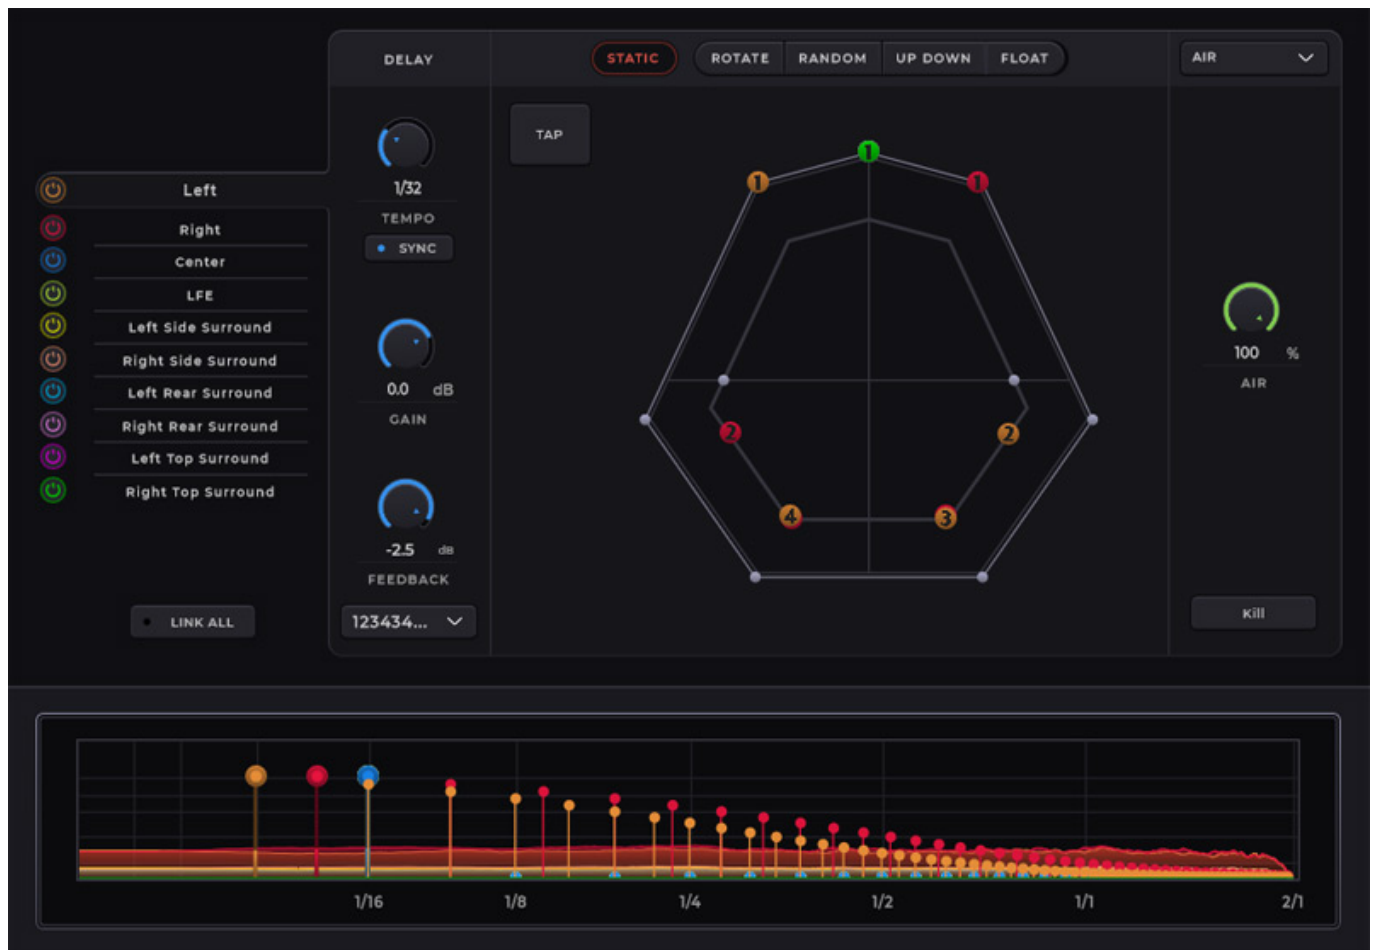 DELAY
STATIC
ROTATE
RANDOM
UP DOWN
FLOAT
AIR
TAP
Left
Right
Center
LFE
Left Side Surround
Right Side Surround
Left Rear Surround
Right Rear Surround
Left Top Surround
Right Top Surround
LINK ALL
1/32
TEMPO
SYNC
0.0 dB
GAIN
-2.5 dB
FEEDBACK
123434...
1
1
1
2
2
4
3
100 %
AIR
Kill
1/16 1/8 1/4 1/2 1/1 2/1